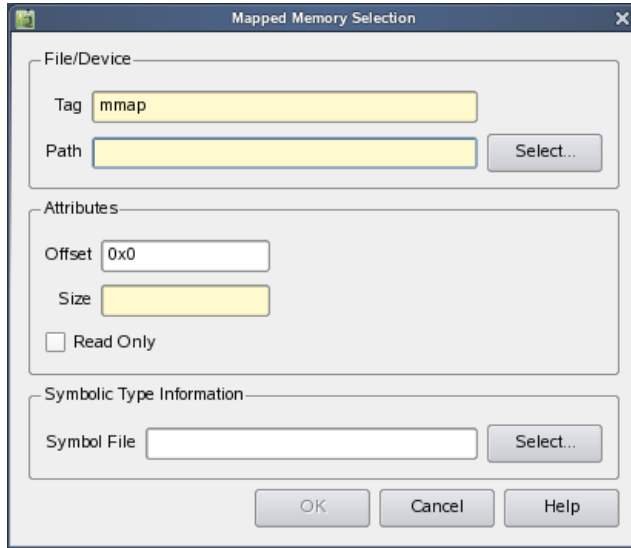 Mapped Memory Selection
File/Device
Tag mmap
Path Select...
Attributes
Offset 0x0
Size
Read Only
Symbolic Type Information
Symbol File Select...
OK Cancel Help